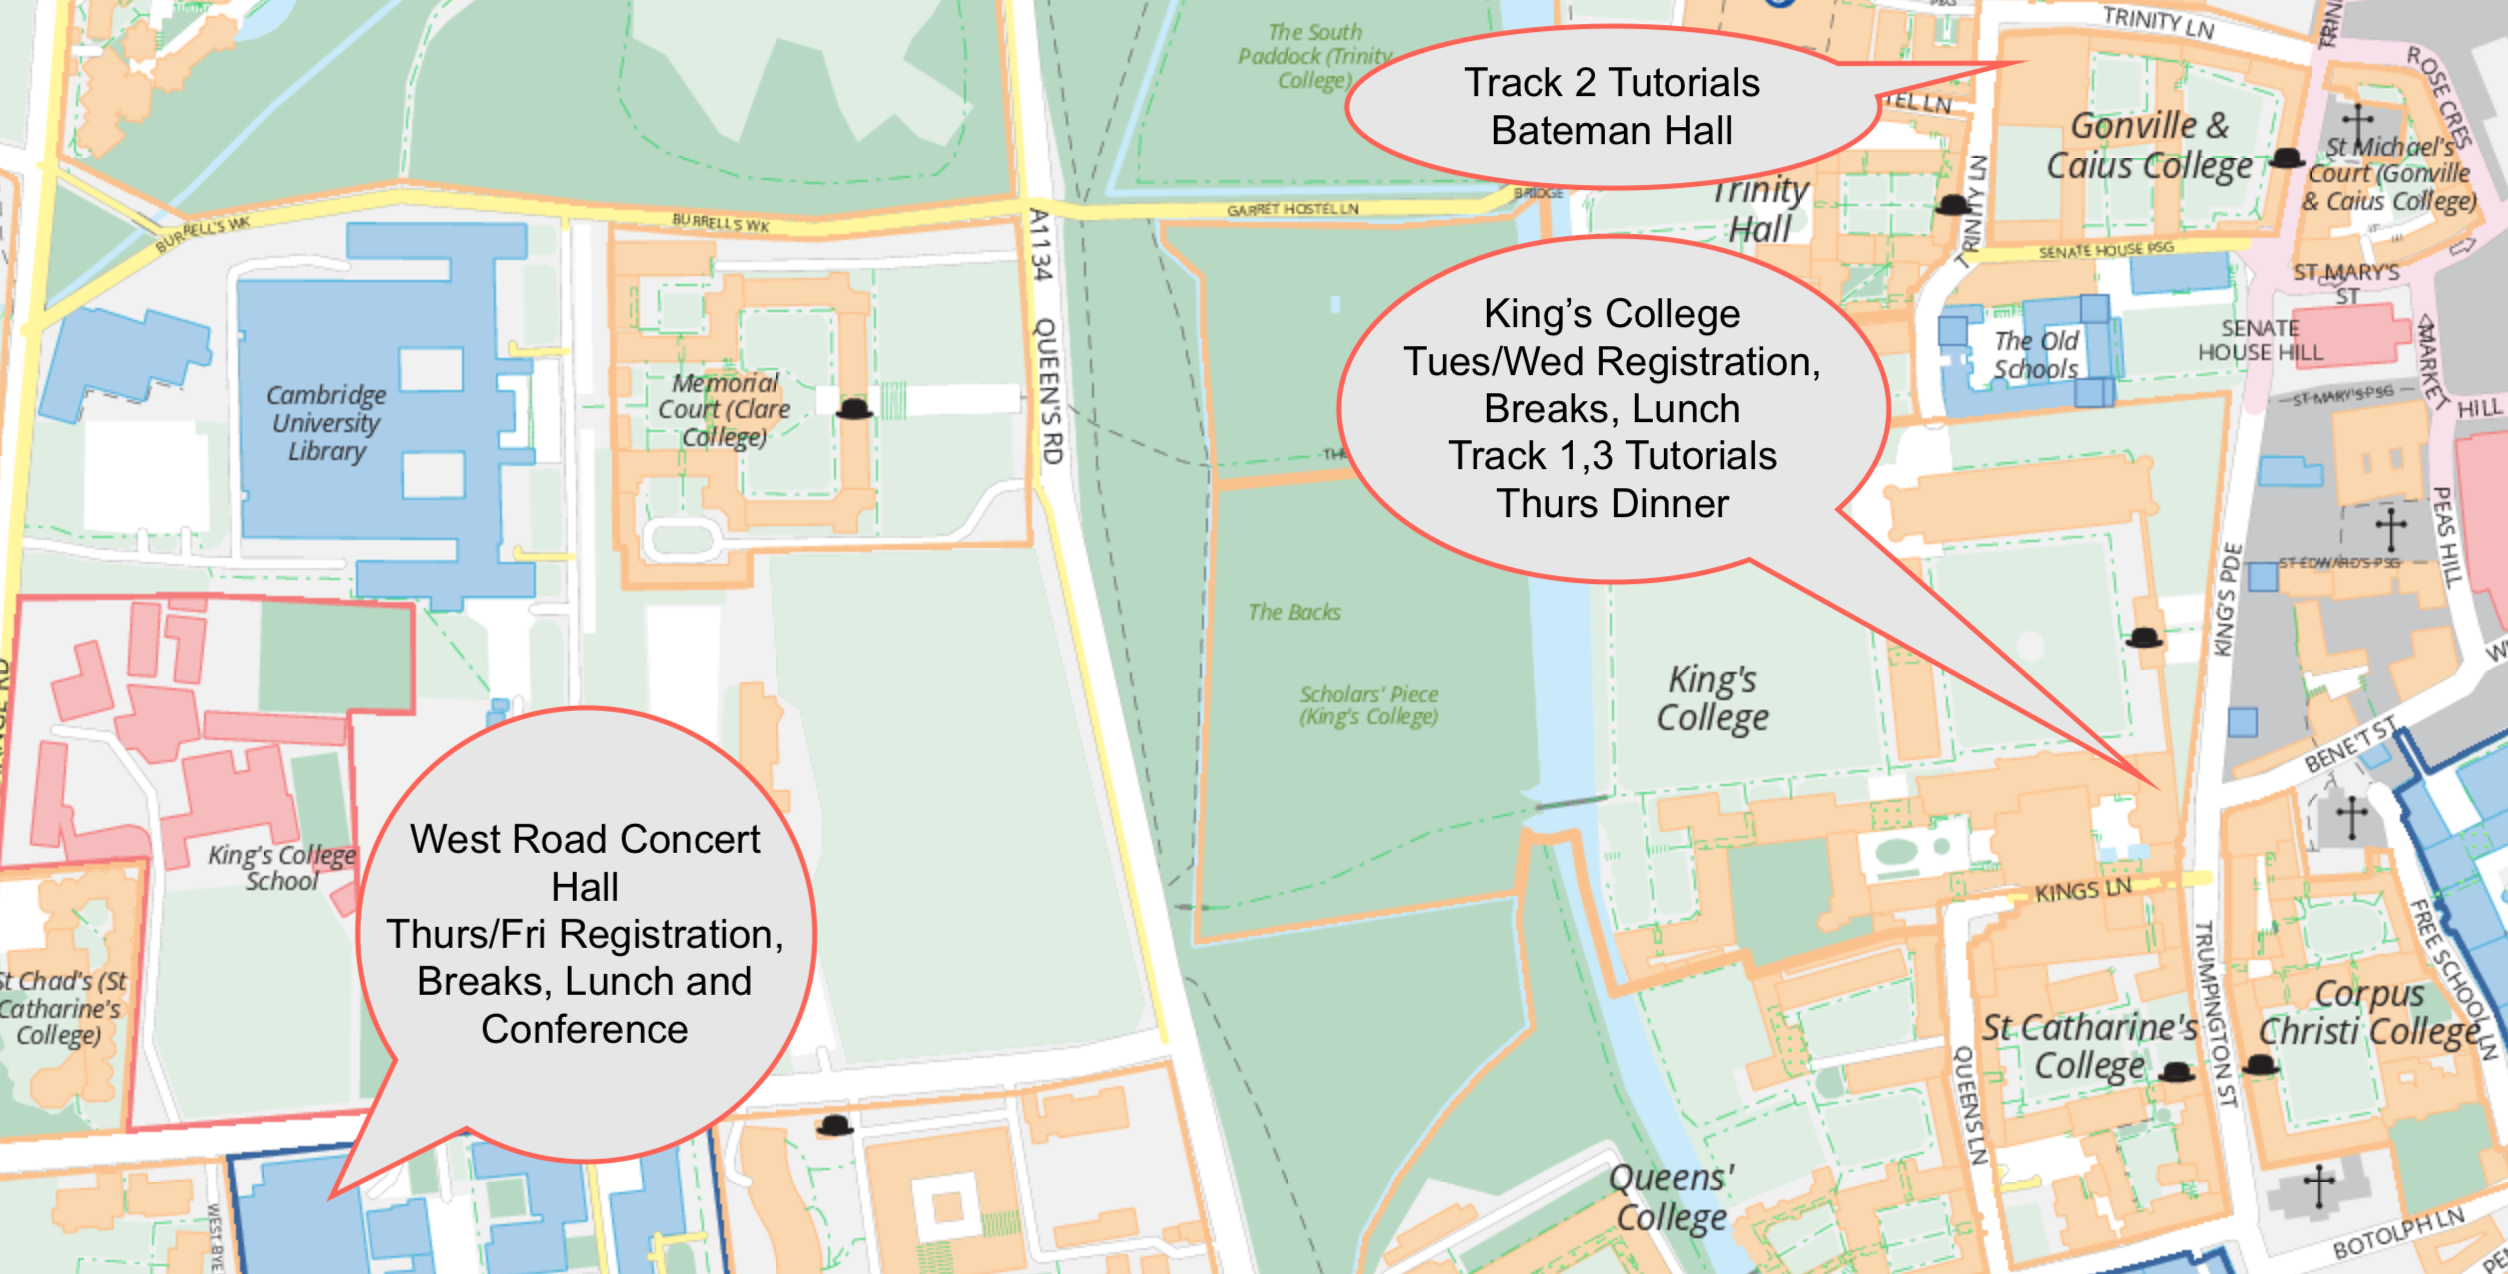 The South
Paddock (Trinity
College)
Track 2 Tutorials
Bateman Hall
TRINITY LN
ROSE CRES
Gonville &
Caius College
St Michael's
Court (Gonville
& Caius College)
TRINITY LN
Trinity
Hall
BRIDGE
GARRET HOSTEL LN
BURRELL'S WK
BURRELL'S WK
A1134
QUEEN'S RD
SENATE HOUSE PSG
ST MARY'S
ST
SENATE
HOUSE HILL
The Old
Schools
MARKET
HILL
ST MARY'S PSG
King's College
Tues/Wed Registration,
Breaks, Lunch
Track 1,3 Tutorials
Thurs Dinner
Cambridge
University
Library
Memorial
Court (Clare
College)
PEAS HILL
ST EDWARD'S PSG
KING'S PDE
The Backs
Scholars' Piece
(King's College)
King's
College
BENE'T ST
West Road Concert
Hall
Thurs/Fri Registration,
Breaks, Lunch and
Conference
King's College
School
KINGS LN
St Chad's (St
Catharine's
College)
TRUMPINGTON ST
FREE SCHOOL LN
Corpus
Christi College
St Catharine's
College
QUEENS LN
Queens'
College
BOTOLPH LN